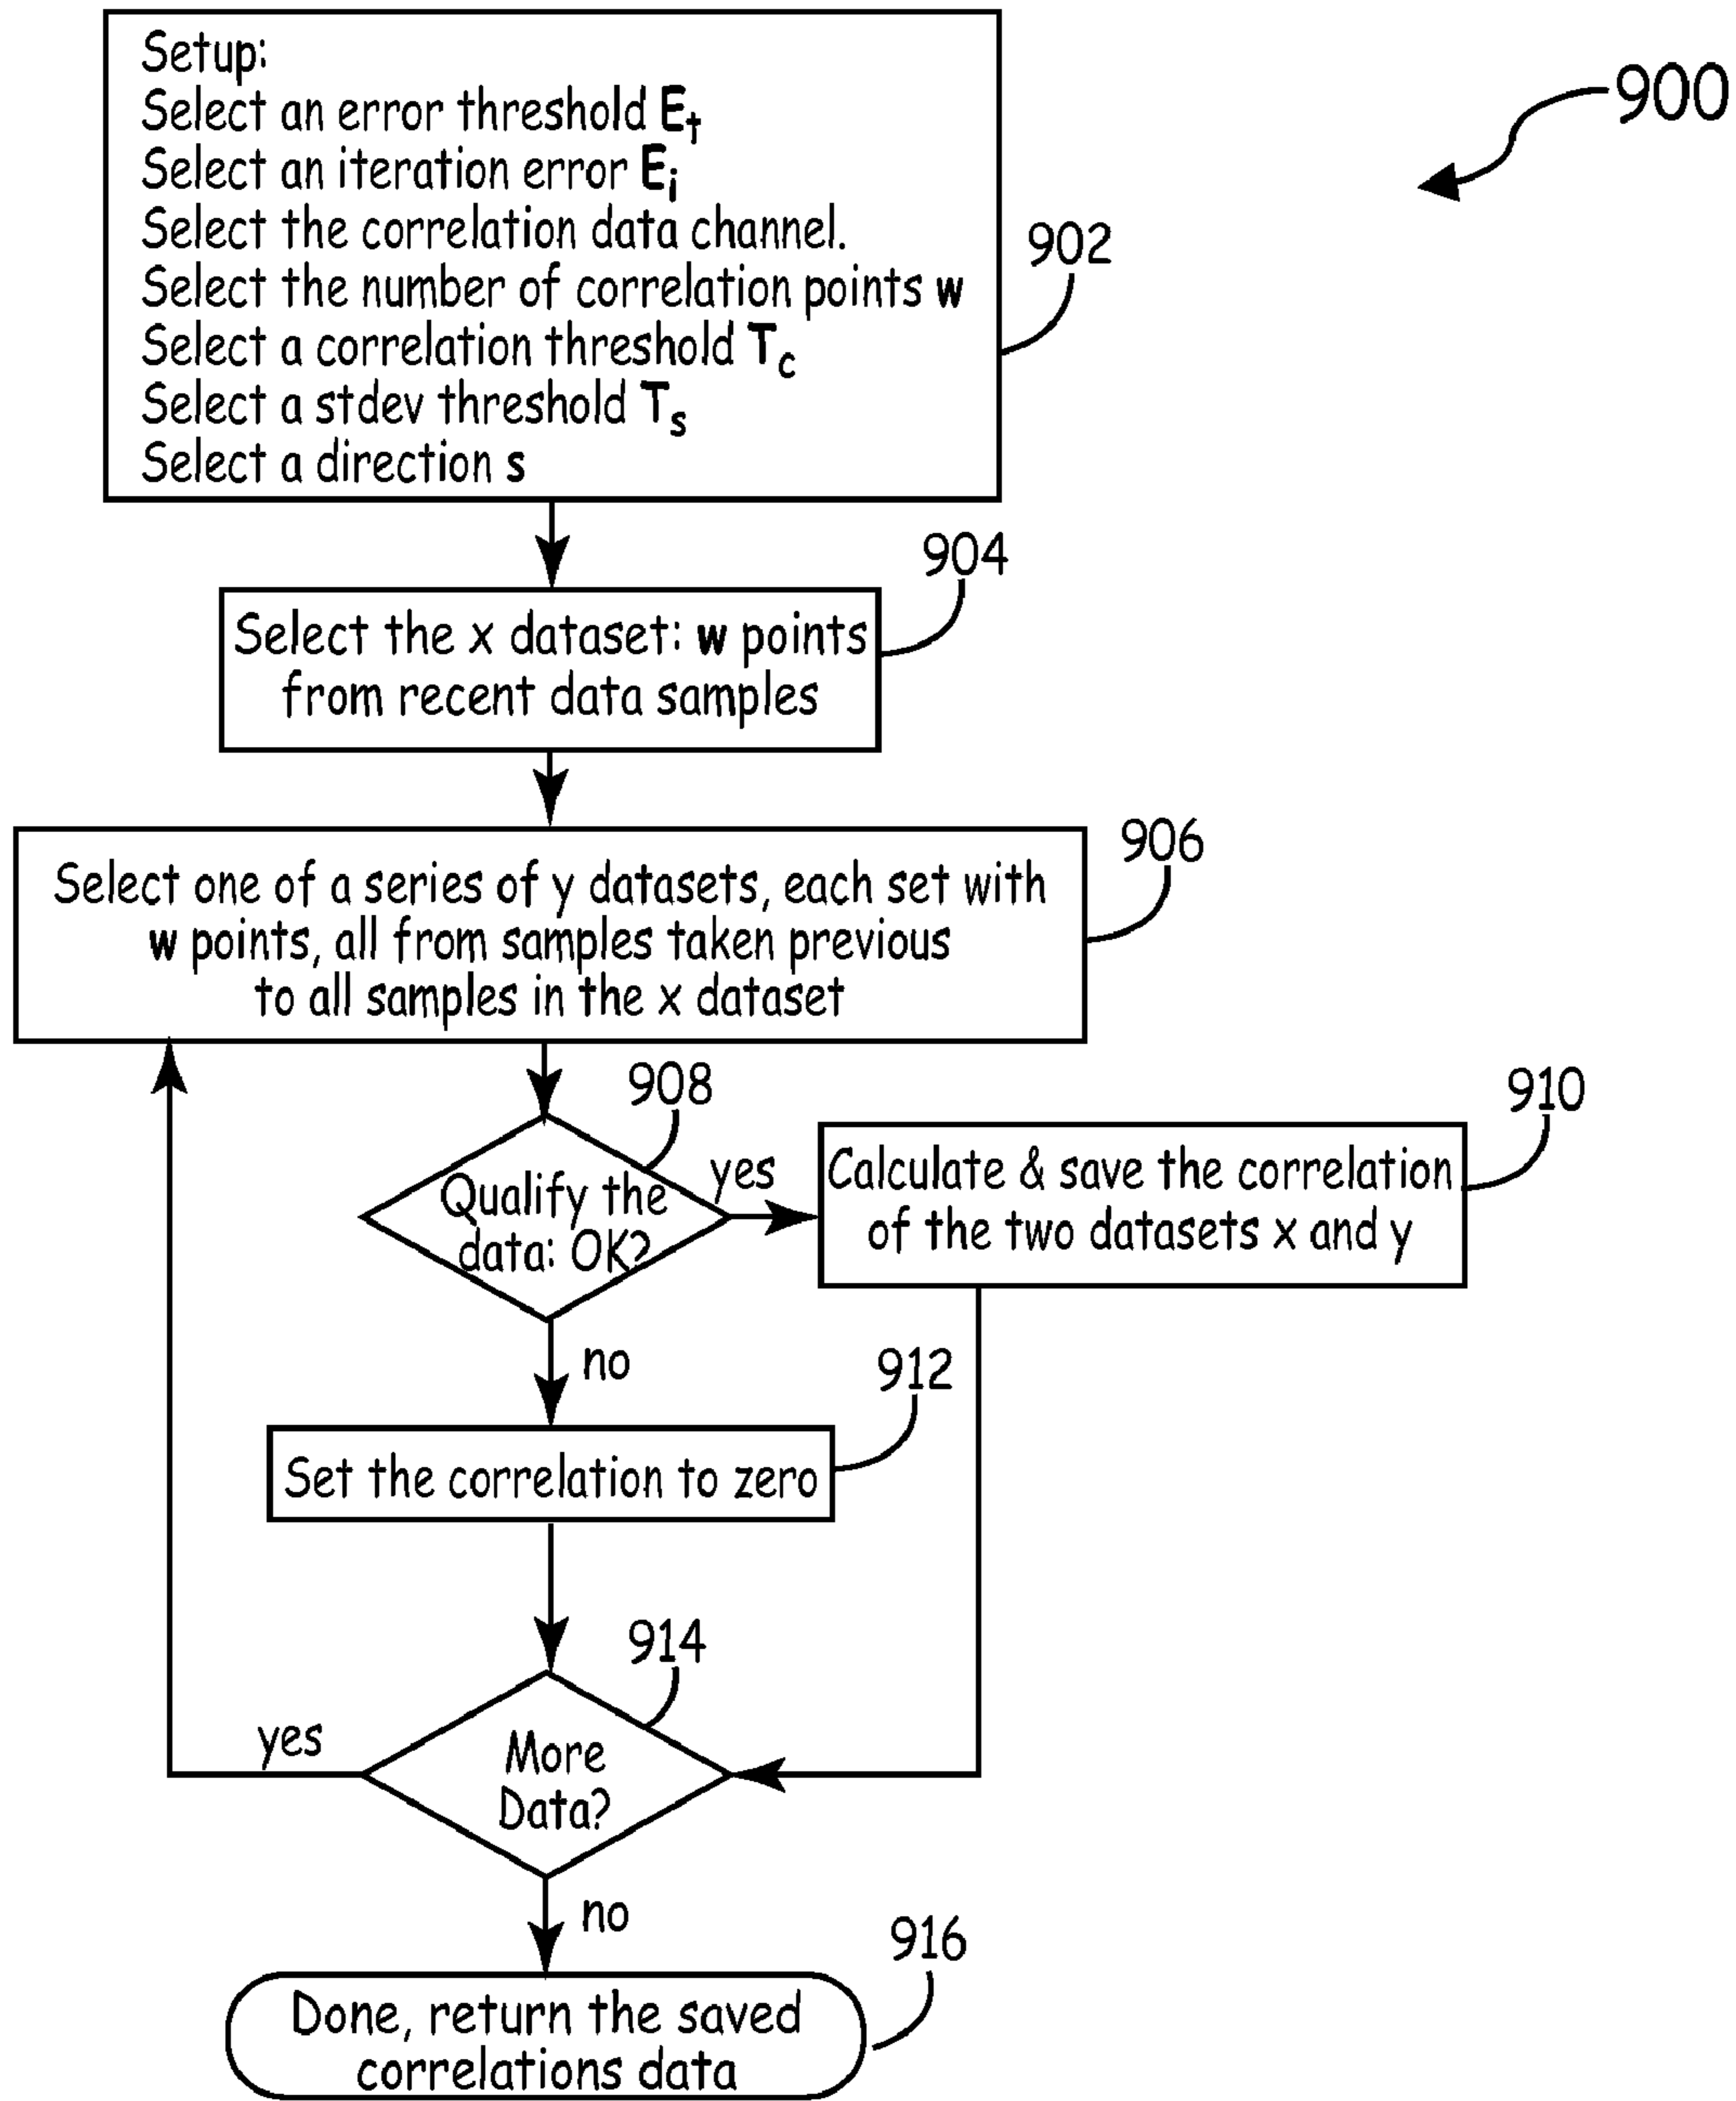 Setup:
Select an error threshold Et
Select an iteration error Ei
Select the correlation data channel.
Select the number of correlation points w
Select a correlation threshold Tc
Select a stdev threshold Ts
Select a direction s
900
902
904
Select the x dataset: w points
from recent data samples
906
Select one of a series of y datasets, each set with
w points, all from samples taken previous
to all samples in the x dataset
908
Qualify the
data: OK?
yes
910
Calculate & save the correlation
of the two datasets x and y
no
912
Set the correlation to zero
914
More
Data?
yes
no
916
Done, return the saved
correlations data